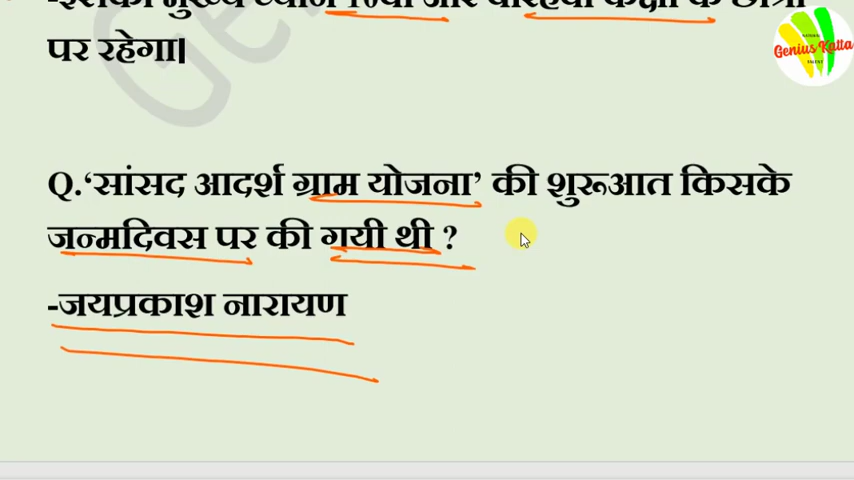 पर रहेगा।
Genius Katta
Q.‘सांसद आदर्श ग्राम योजना’ की शुरूआत किसके
जन्मदिवस पर की गयी थी ?
-जयप्रकाश नारायण